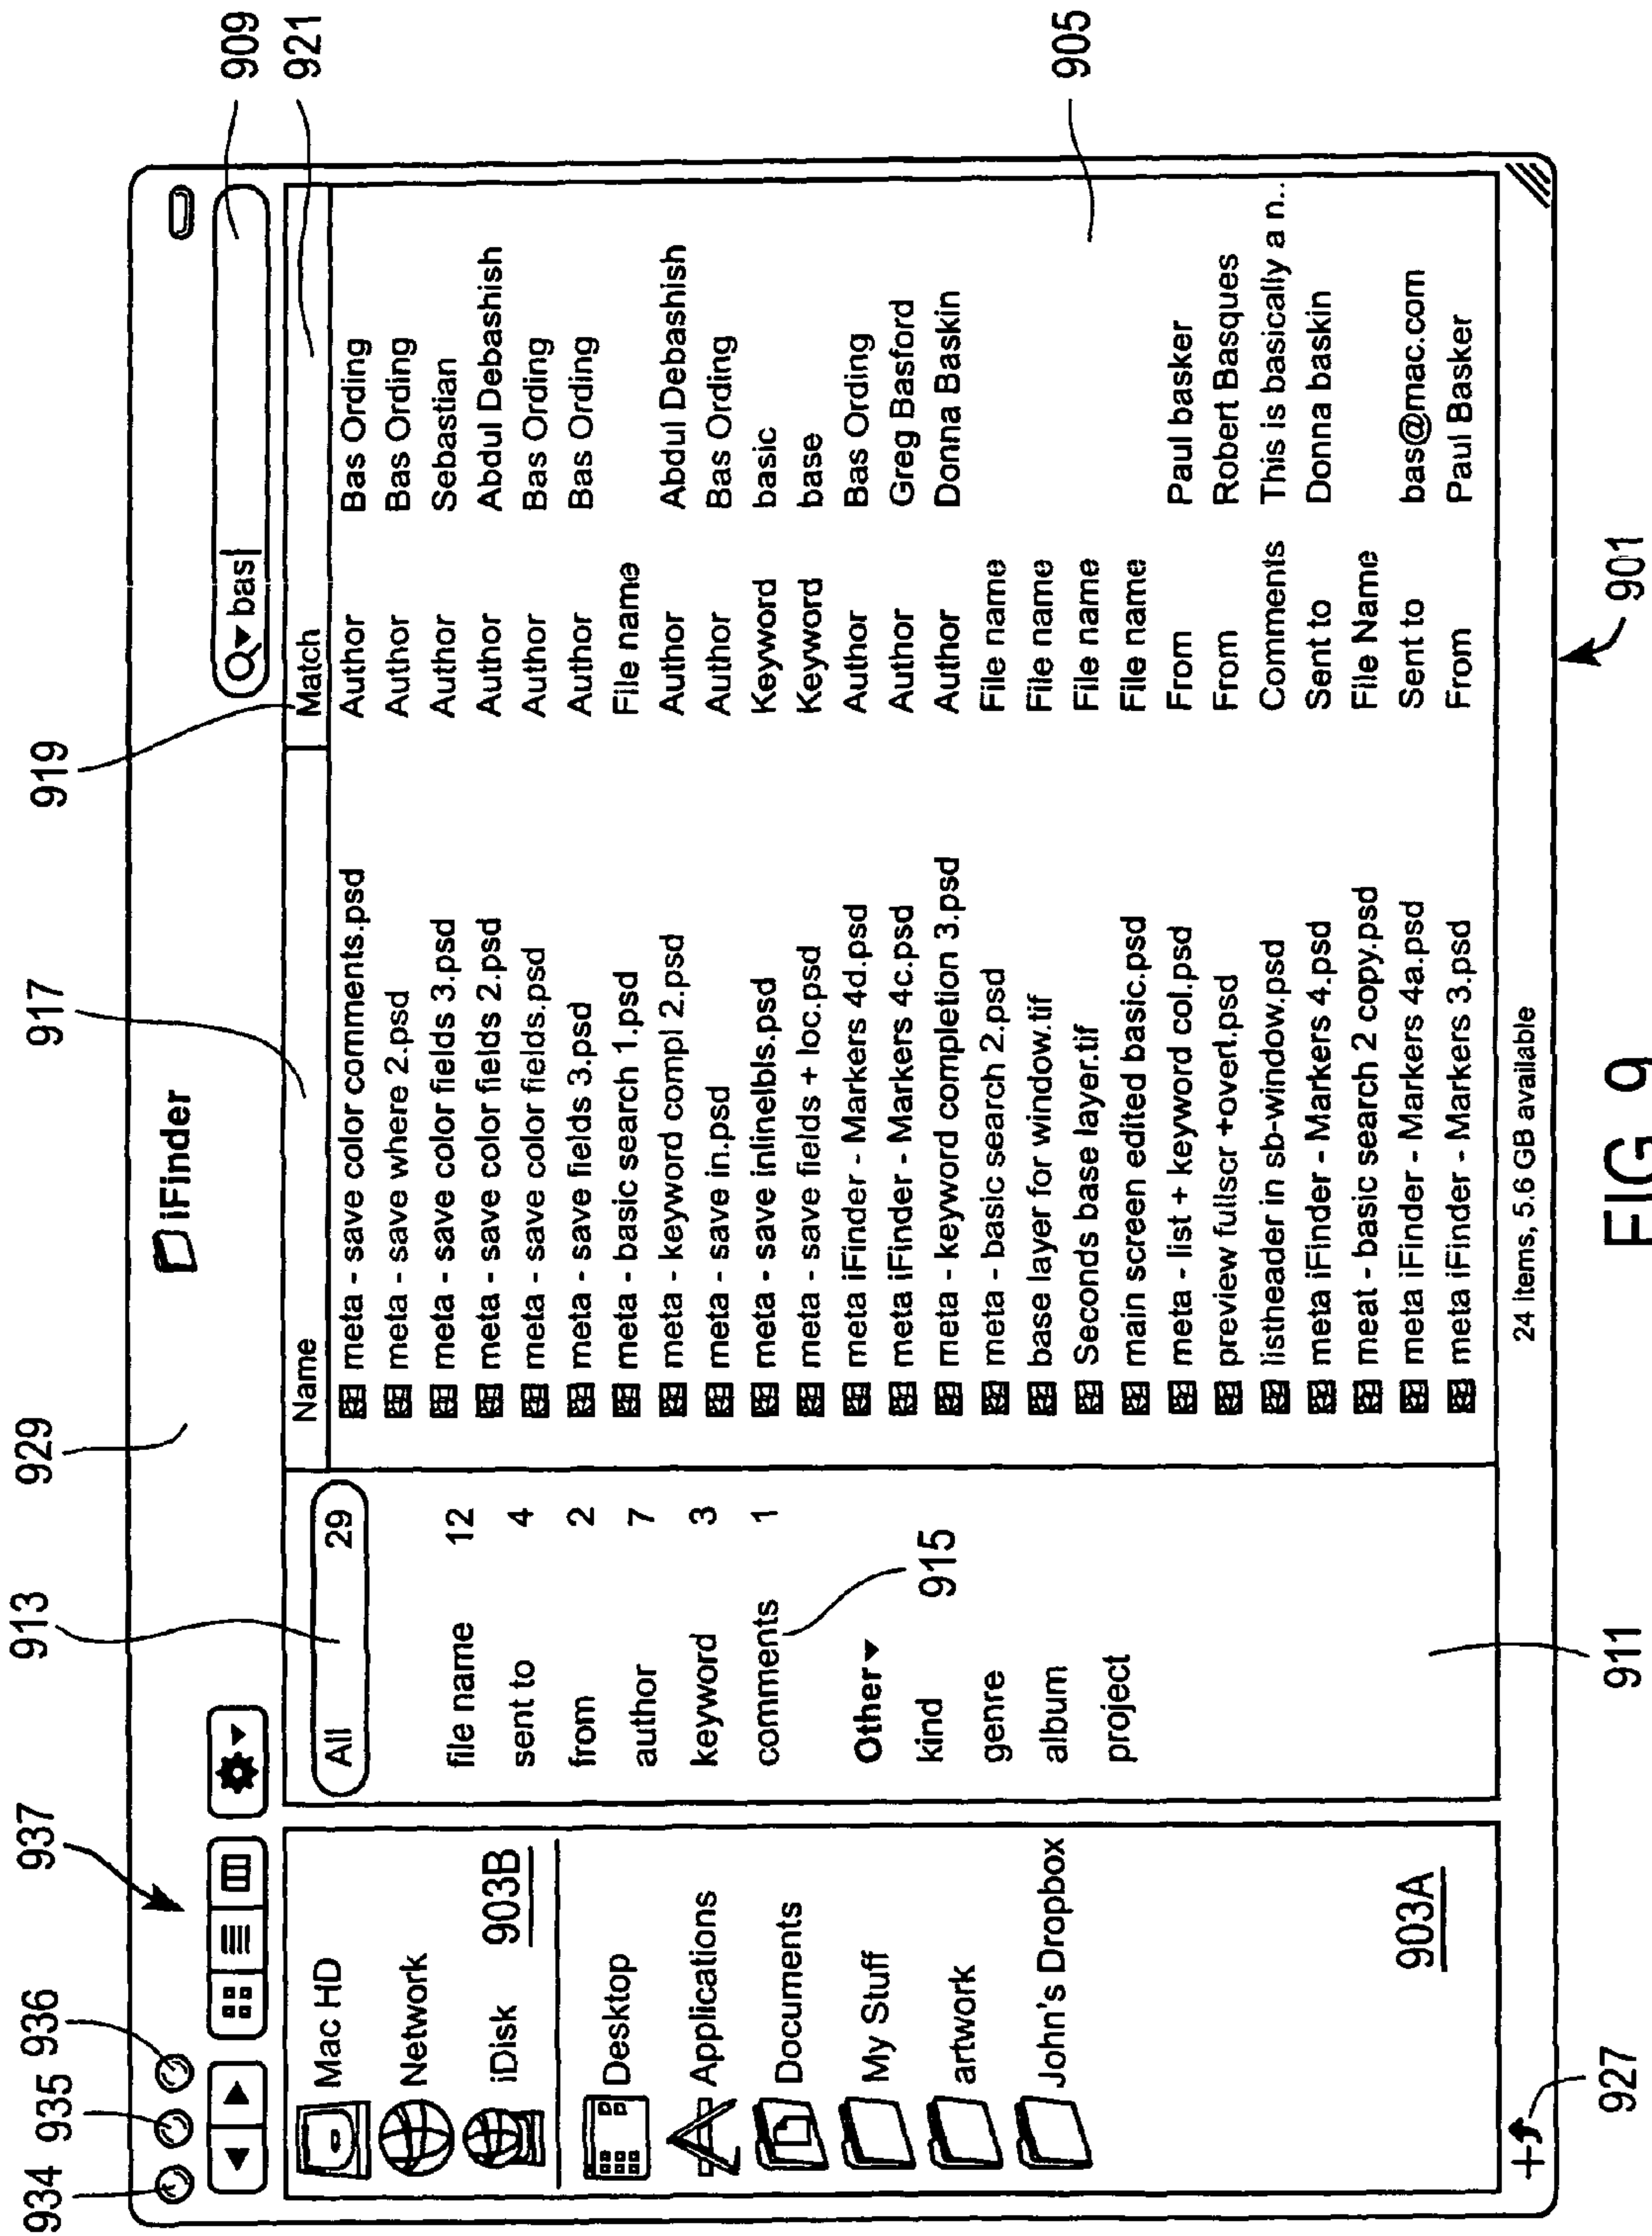 934 935 936 937 913 929 917 919
iFinder
bas
909
921
Mac HD
Network
iDisk
903B
Desktop
Applications
Documents
My Stuff
artwork
John's Dropbox
903A
All 29
file name 12
sent to 4
from 2
author 7
keyword 3
comments 1
915
Other
kind
genre
album
project
Name Match
meta - save color comments.psd Author Bas Ording
meta - save where 2.psd Author Bas Ording
meta - save color fields 3.psd Author Sebastian
meta - save color fields 2.psd Author Abdul Debashish
meta - save color fields.psd Author Bas Ording
meta - save fields 3.psd Author Bas Ording
meta - basic search 1.psd File name
meta - keyword compl 2.psd Author Abdul Debashish
meta - save in.psd Author Bas Ording
meta - save inlinelbls.psd Keyword basic
meta - save fields + loc.psd Keyword base
meta iFinder - Markers 4d.psd Author Bas Ording
meta iFinder - Markers 4c.psd Author Greg Basford
meta - keyword completion 3.psd Author Donna Baskin
meta - basic search 2.psd File name
base layer for window.tif File name
Seconds base layer.tif File name
main screen edited basic.psd File name
meta - list + keyword col.psd From Paul basker
preview fullscr +overl.psd From Robert Basques
listheader in sb-window.psd Comments This is basically a n..
meta iFinder - Markers 4.psd Sent to Donna baskin
meat - basic search 2 copy.psd File Name
meta iFinder - Markers 4a.psd Sent to bas@mac.com
meta iFinder - Markers 3.psd From Paul Basker
905
24 items, 5.6 GB available
927 911 901
FIG 9